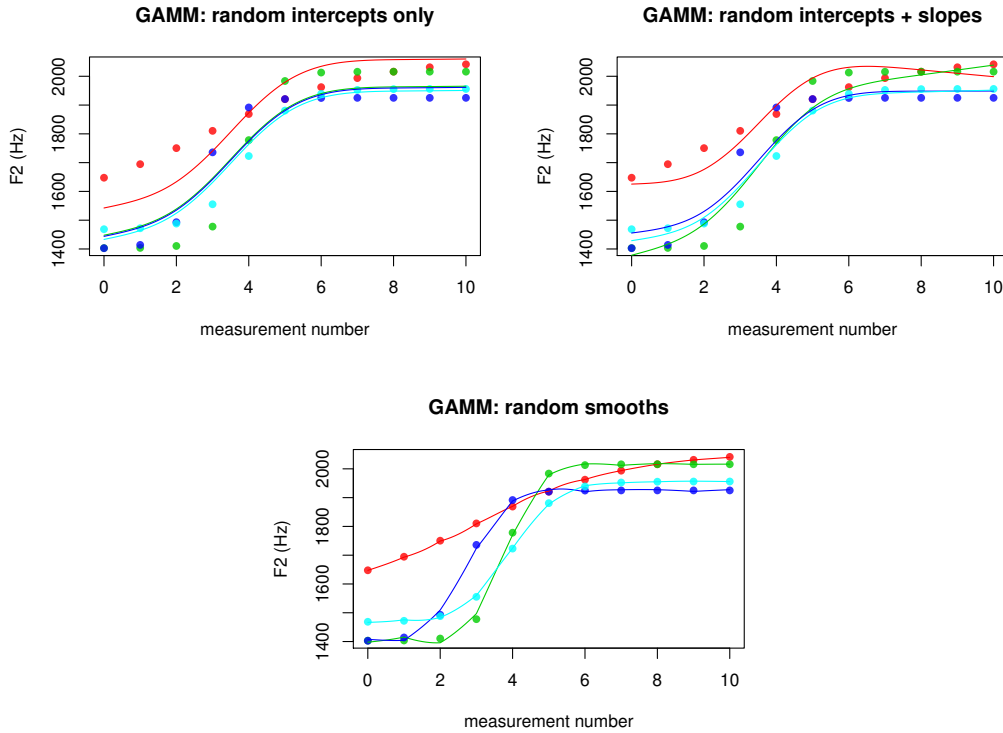 GAMM: random intercepts only
F2 (Hz)
2000
1800
1600
1400
0 2 4 6 8 10
measurement number
GAMM: random intercepts + slopes
F2 (Hz)
2000
1800
1600
1400
0 2 4 6 8 10
measurement number
GAMM: random smooths
F2 (Hz)
2000
1800
1600
1400
0 2 4 6 8 10
measurement number